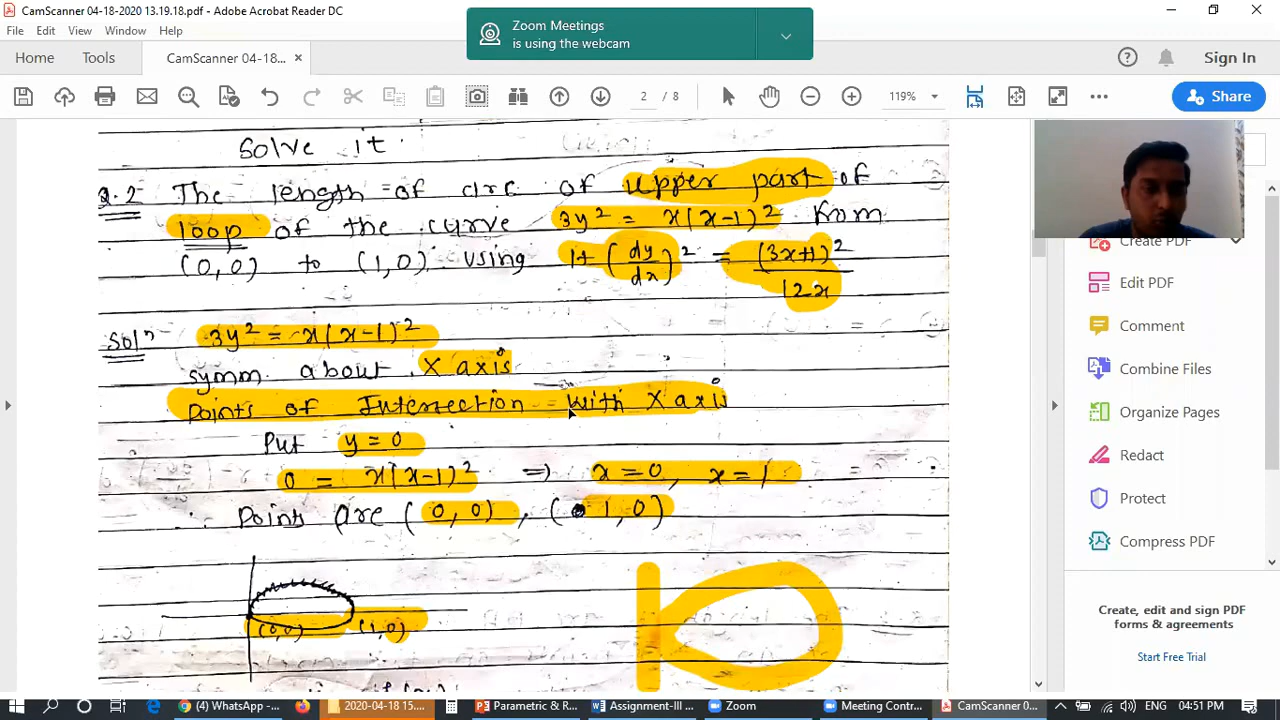 CamScanner 04-18-2020 13.19.18.pdf - Adobe Acrobat Reader DC
File Edit View Window Help
Zoom Meetings
is using the webcam
Home Tools CamScanner 04-18... × Sign In
2 / 8 119% Share
Solve it.
Q.2 The length of arc of upper part of
loop of the curve 3y² = x(x-1)² from
(0,0) to (1,0) using 1+(dy/dx)² = (3x+1)²/12x
Solⁿ 3y² = x(x-1)²
symm. about X axis
Points of Intersection with X axis
Put y = 0
0 = x(x-1)² ⇒ x = 0, x = 1
∴ Points are (0,0), (1,0)
(0,0) (1,0)
Create PDF
Edit PDF
Comment
Combine Files
Organize Pages
Redact
Protect
Compress PDF
Create, edit and sign PDF
forms & agreements
Start Free Trial
(4) WhatsApp -... 2020-04-18 15.... Parametric & R... Assignment-III ... Zoom Meeting Contr... CamScanner 0... ENG 04:51 PM